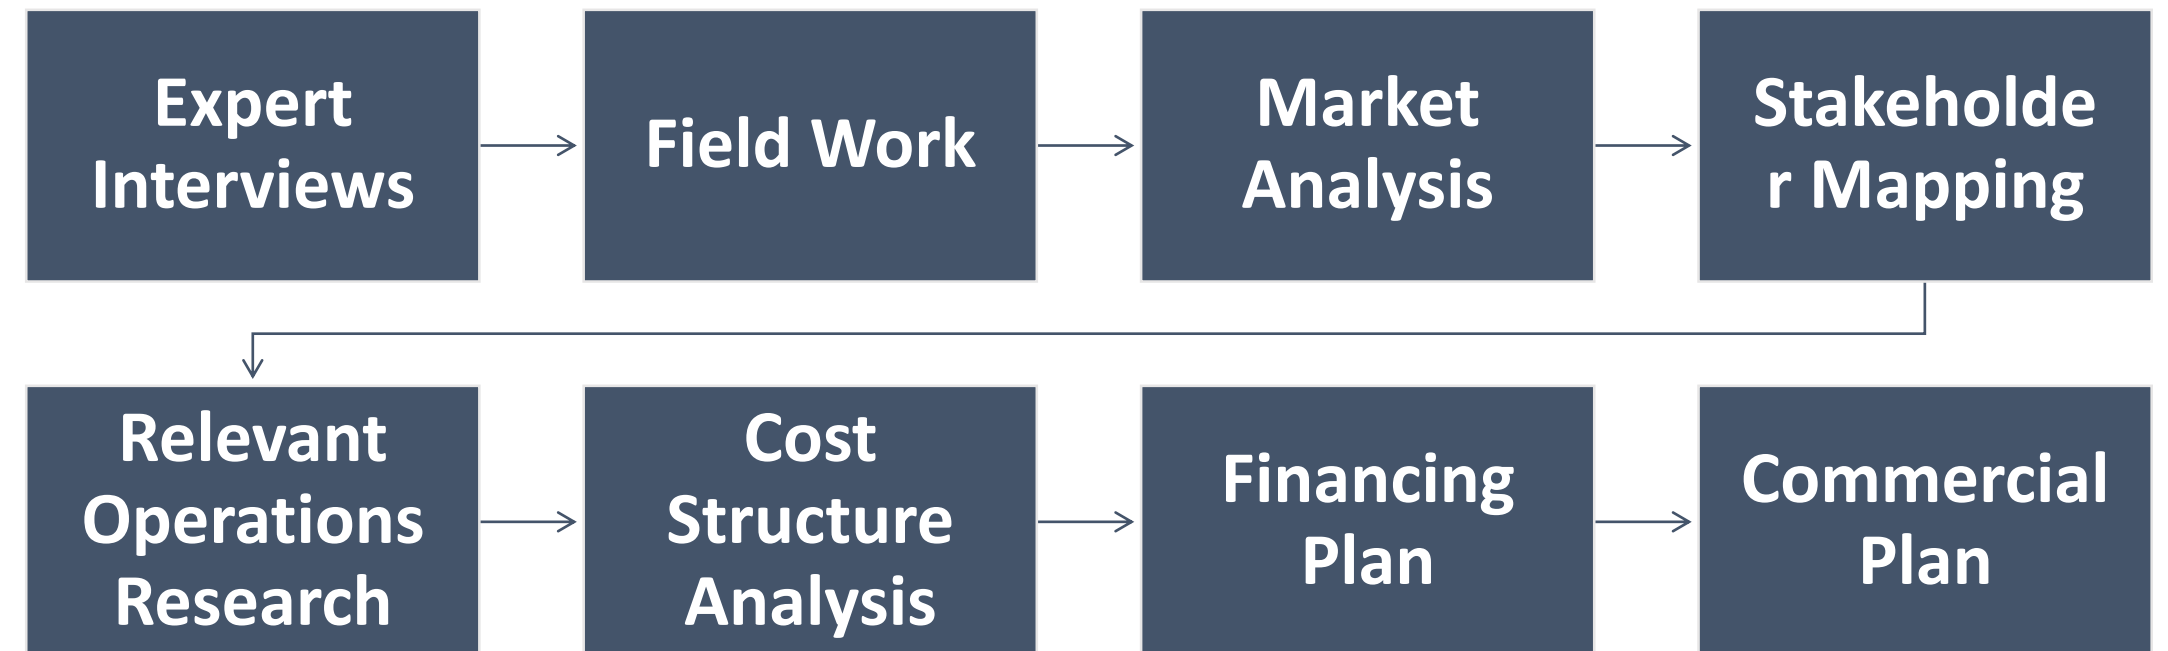 Expert
Interviews
Field Work
Market
Analysis
Stakeholde
r Mapping
Relevant
Operations
Research
Cost
Structure
Analysis
Financing
Plan
Commercial
Plan